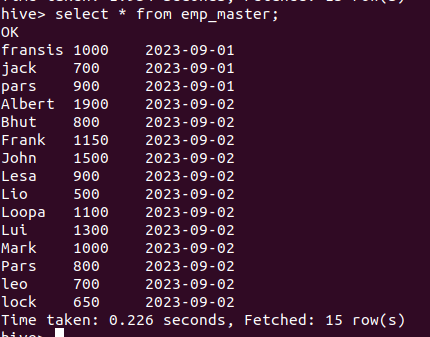 hive> select * from emp_master;
OK
fransis 1000 2023-09-01
jack 700 2023-09-01
pars 900 2023-09-01
Albert 1900 2023-09-02
Bhut 800 2023-09-02
Frank 1150 2023-09-02
John 1500 2023-09-02
Lesa 900 2023-09-02
Lio 500 2023-09-02
Loopa 1100 2023-09-02
Lui 1300 2023-09-02
Mark 1000 2023-09-02
Pars 800 2023-09-02
leo 700 2023-09-02
lock 650 2023-09-02
Time taken: 0.226 seconds, Fetched: 15 row(s)
hive>